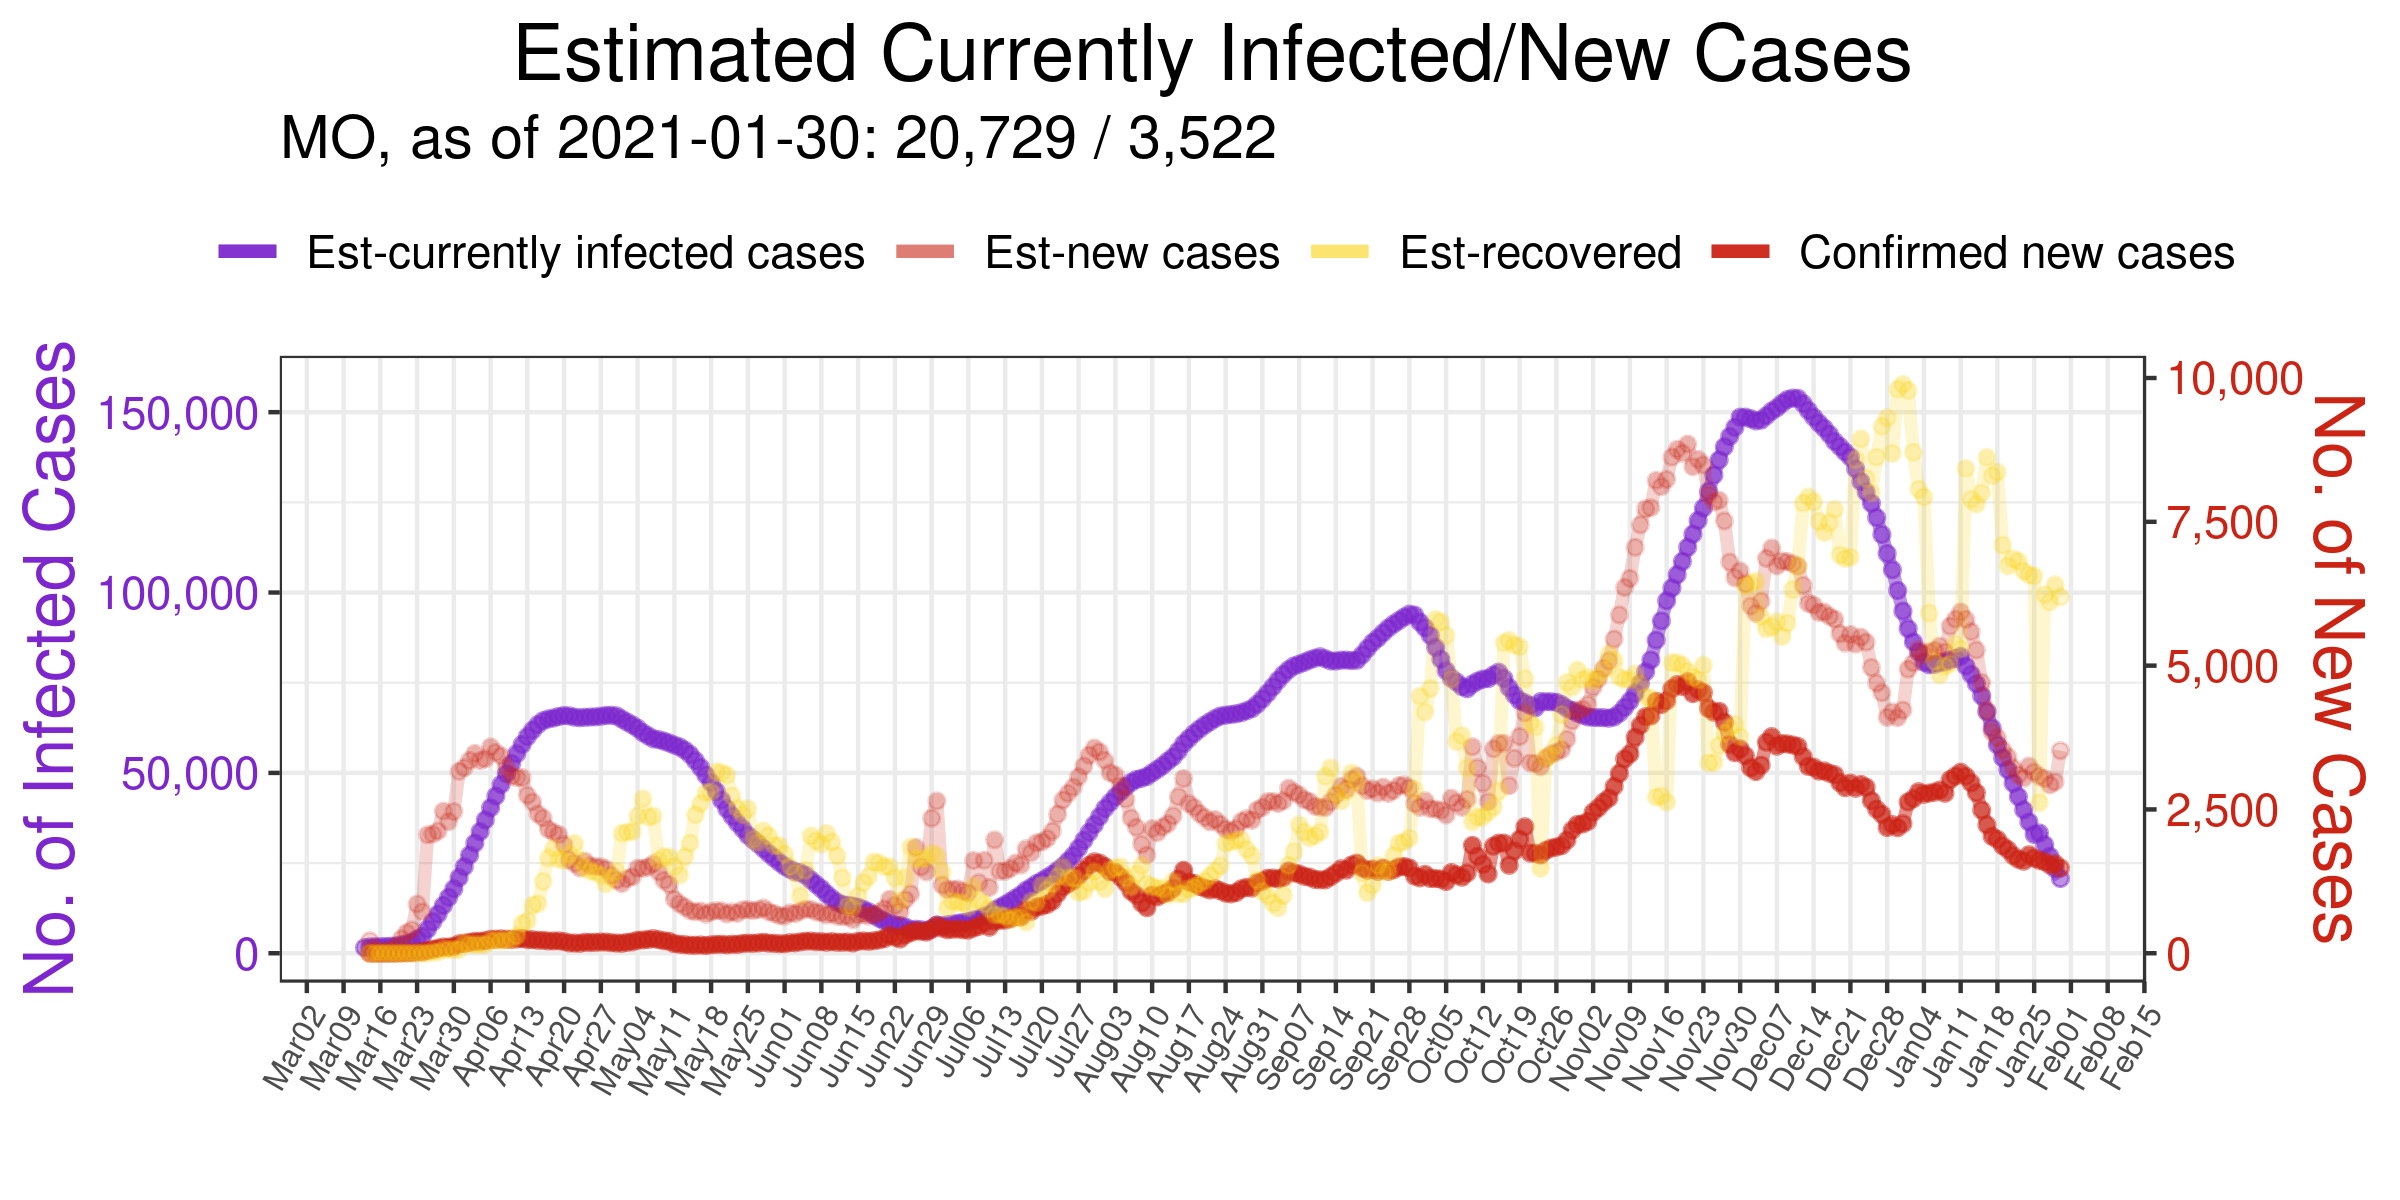 Estimated Currently Infected/New Cases
MO, as of 2021-01-30: 20,729 / 3,522
Est-currently infected cases Est-new cases Est-recovered Confirmed new cases
No. of Infected Cases
150,000
100,000
50,000
0
10,000
7,500
5,000
2,500
0
No. of New Cases
Mar02 Mar09 Mar16 Mar23 Mar30 Apr06 Apr13 Apr20 Apr27 May04 May11 May18 May25 Jun01 Jun08 Jun15 Jun22 Jun29 Jul06 Jul13 Jul20 Jul27 Aug03 Aug10 Aug17 Aug24 Aug31 Sep07 Sep14 Sep21 Sep28 Oct05 Oct12 Oct19 Oct26 Nov02 Nov09 Nov16 Nov23 Nov30 Dec07 Dec14 Dec21 Dec28 Jan04 Jan11 Jan18 Jan25 Feb01 Feb08 Feb15